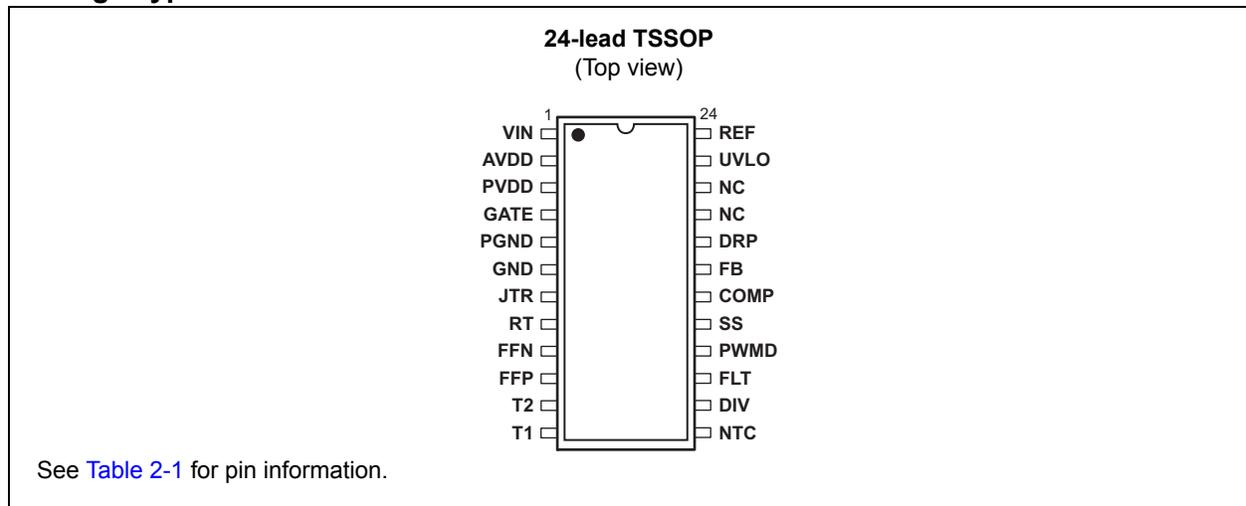 24-lead TSSOP
(Top view)
1 24
VIN REF
AVDD UVLO
PVDD NC
GATE NC
PGND DRP
GND FB
JTR COMP
RT SS
FFN PWMD
FFP FLT
T2 DIV
T1 NTC
See Table 2-1 for pin information.